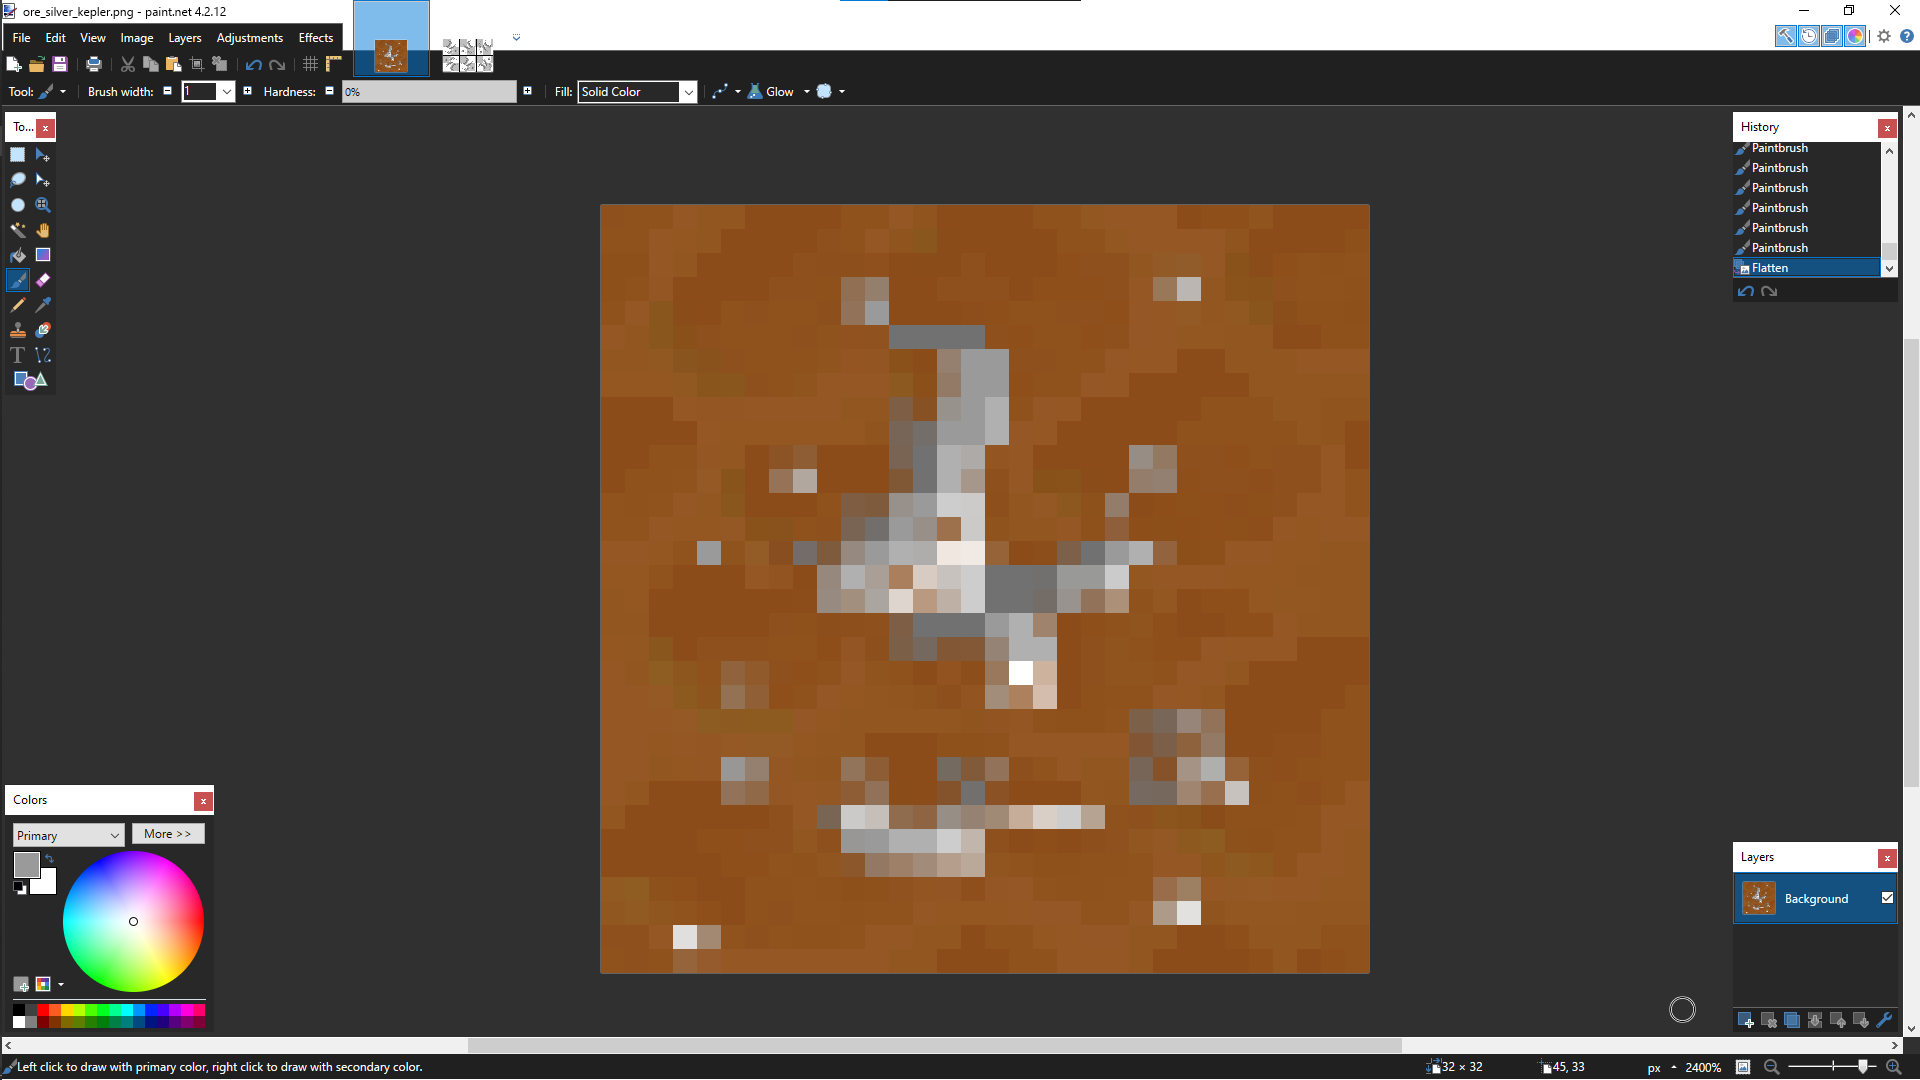 ore_silver_kepler.png - paint.net 4.2.12
File Edit View Image Layers Adjustments Effects
Tool: Brush width: 1 Hardness: 0% Fill: Solid Color Glow
To...
History
Paintbrush
Paintbrush
Paintbrush
Paintbrush
Paintbrush
Paintbrush
Flatten
Colors
Primary More >>
Layers
Background
Left click to draw with primary color, right click to draw with secondary color. 32 × 32 45, 33 px 2400%